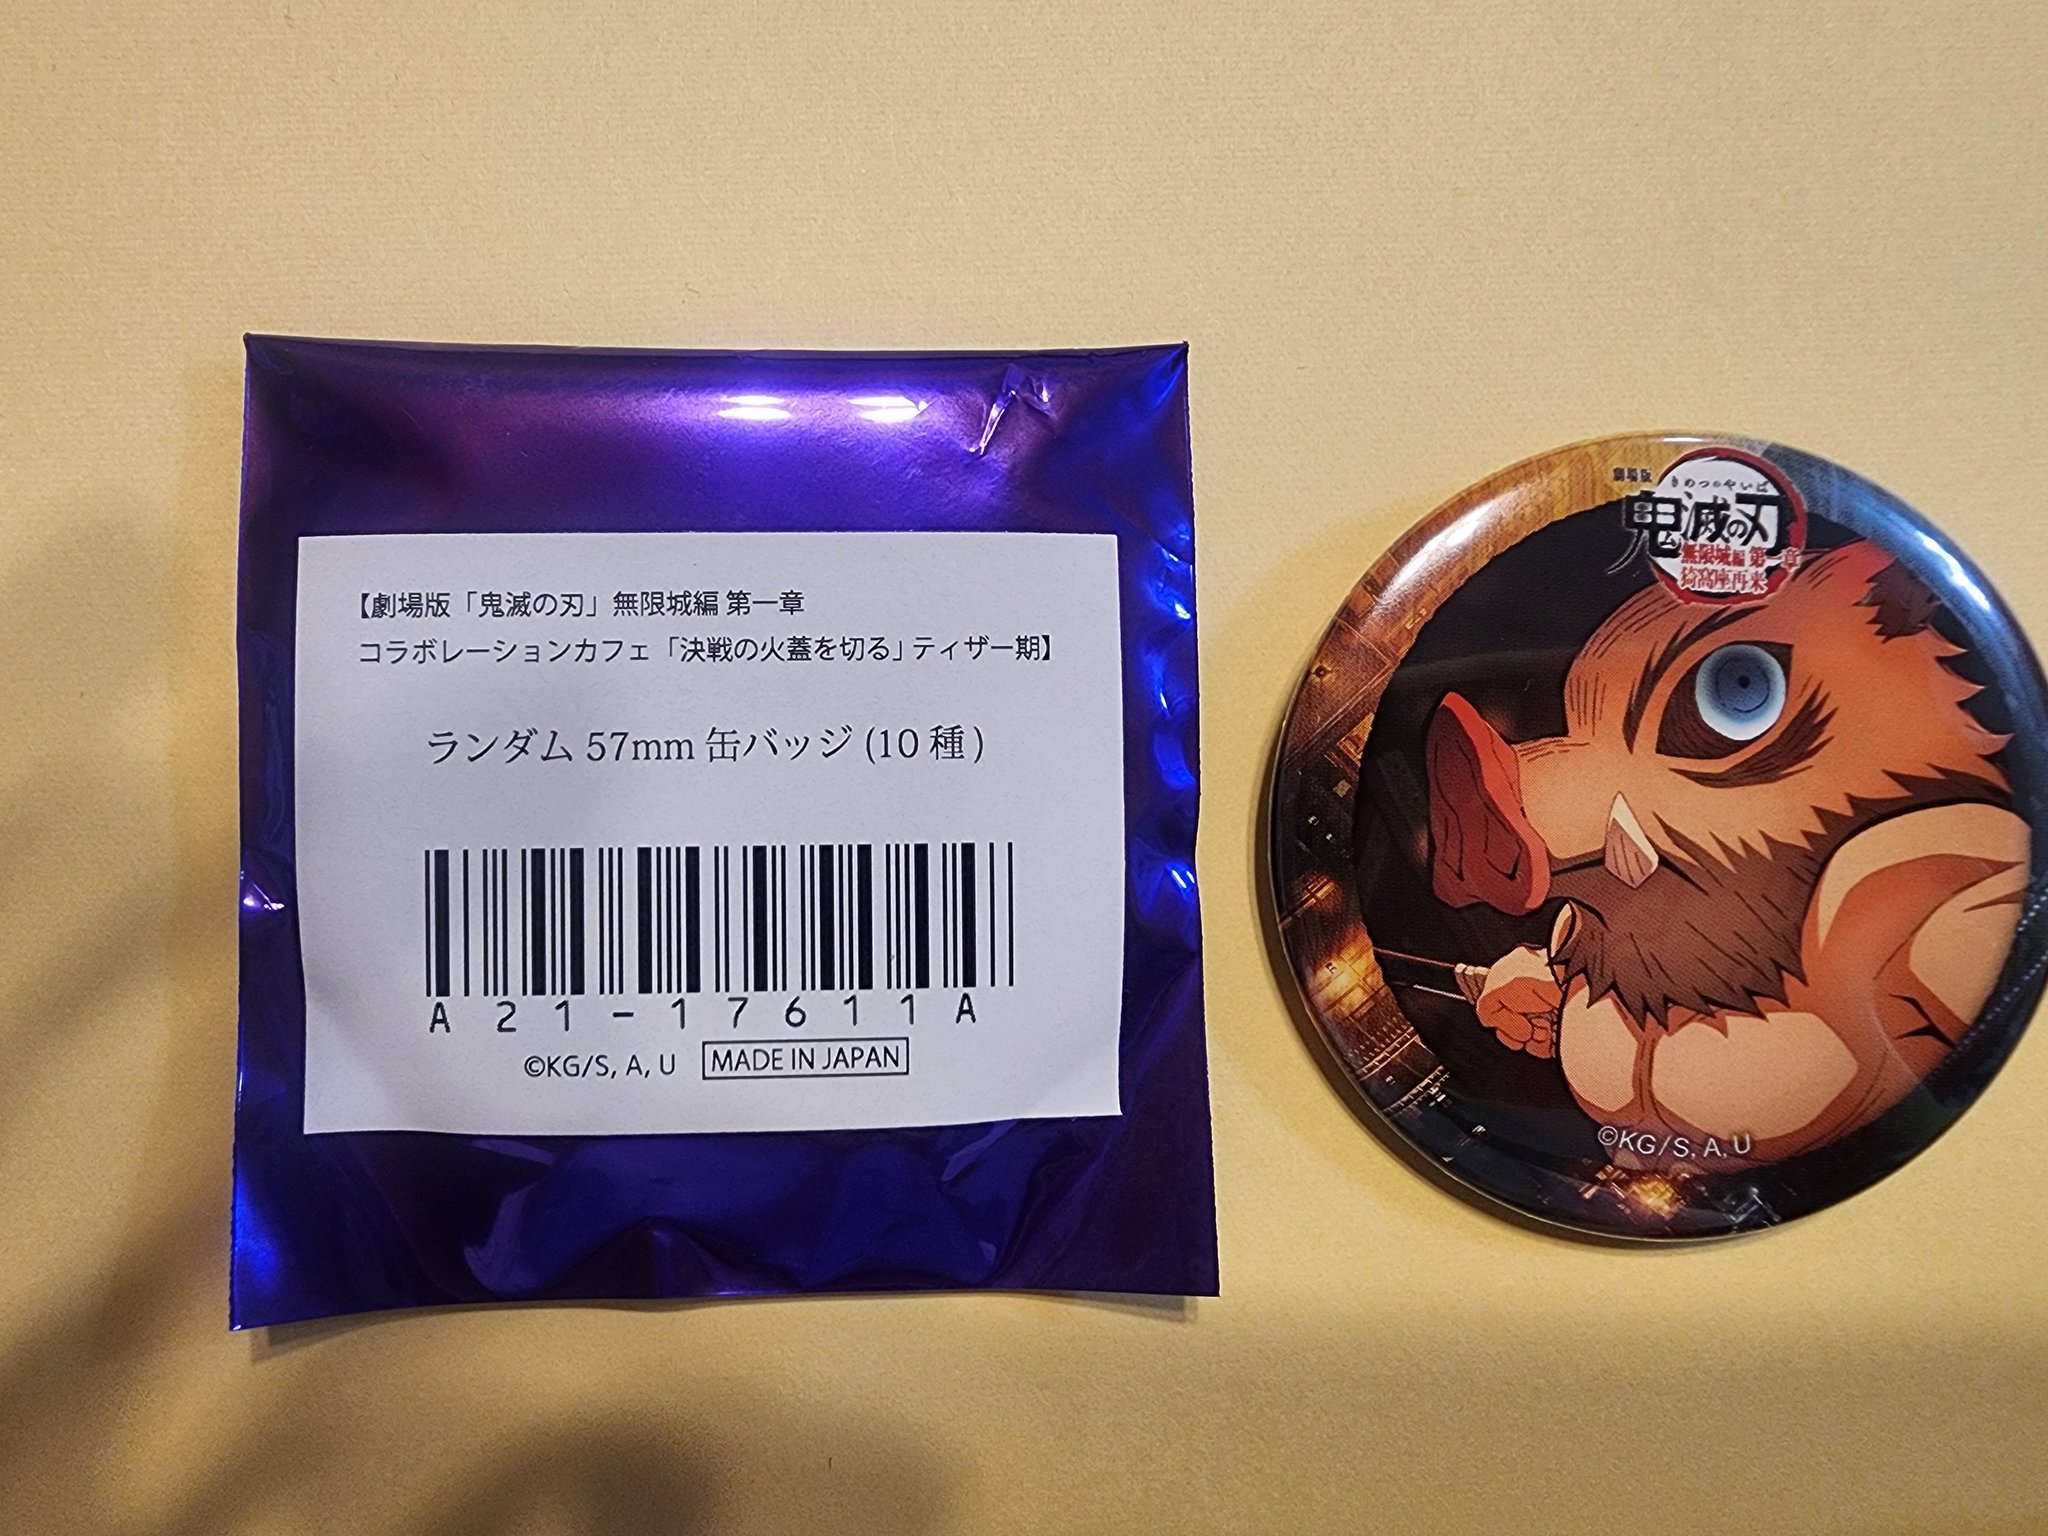 【劇場版「鬼滅の刃」無限城編 第一章
コラボレーションカフェ「決戦の火蓋を切る」ティザー期】
ランダム 57mm 缶バッジ (10 種)
A21-17611A
©KG/S, A, U
MADE IN JAPAN
劇場版
きめつのやいば
鬼滅の刃
無限城編 第一章
猗窩座再来
©KG/S, A, U